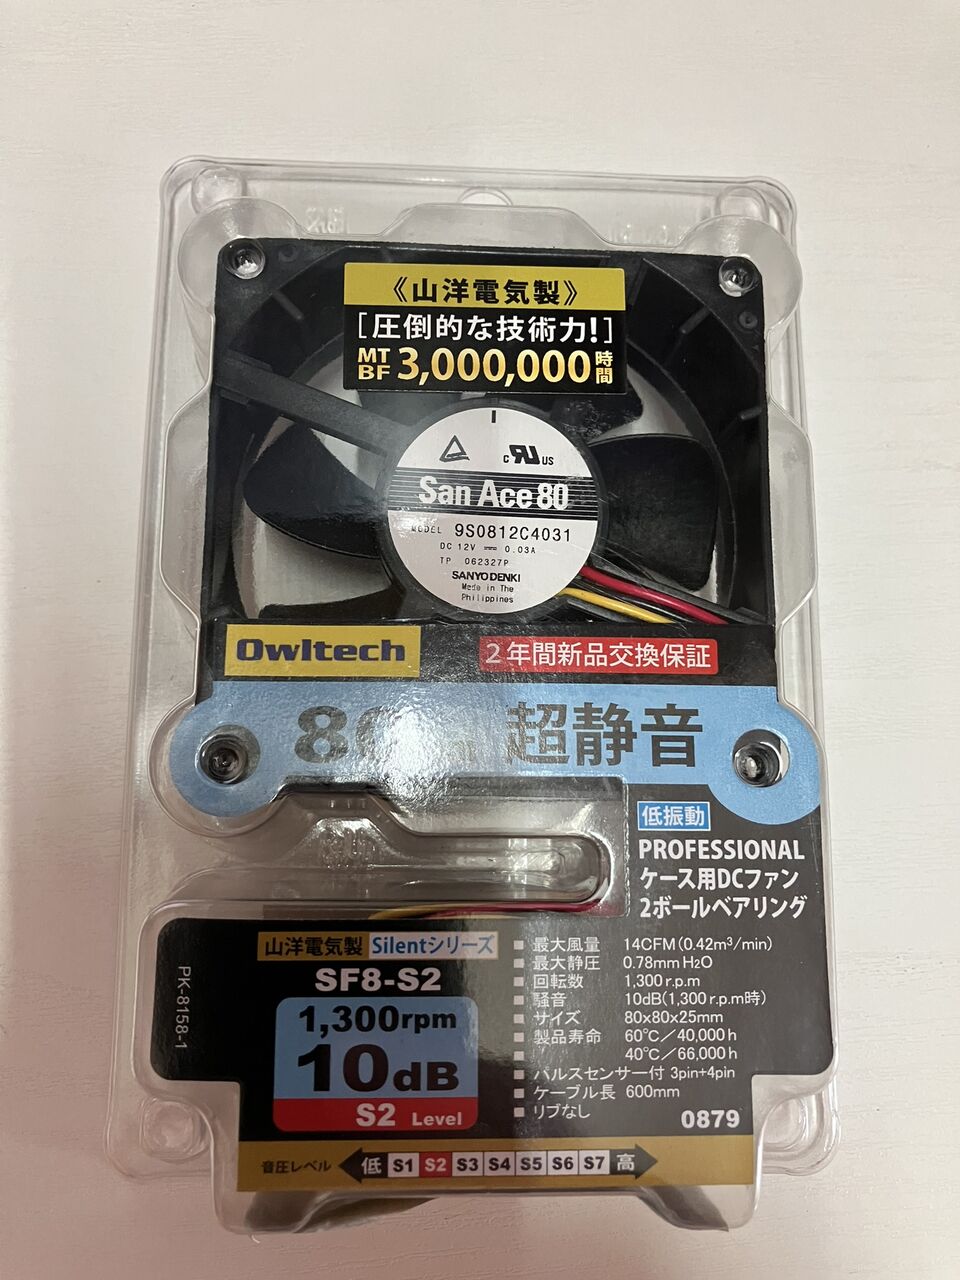 《山洋電気製》
[圧倒的な技術力!]
MTBF 3,000,000時間
C RU US
San Ace 80
MODEL 9S0812C4031
DC 12V 0.03A
TP 062327P
SANYO DENKI
Made in The
Philippines
Owltech
2年間新品交換保証
超静音
低振動
PROFESSIONAL
ケース用DCファン
2ボールベアリング
山洋電気製 Silentシリーズ
SF8-S2
1,300rpm
10dB
S2 Level
PK-8158-1
■ 最大風量 14CFM(0.42m³/min)
■ 最大静圧 0.78mm H2O
■ 回転数 1,300 r.p.m
■ 騒音 10dB(1,300 r.p.m時)
■ サイズ 80x80x25mm
■ 製品寿命 60℃/40,000 h
■ 40℃/66,000 h
■ パルスセンサー付 3pin+4pin
■ ケーブル長 600mm
■ リブなし
0879
音圧レベル 低 S1 S2 S3 S4 S5 S6 S7 高